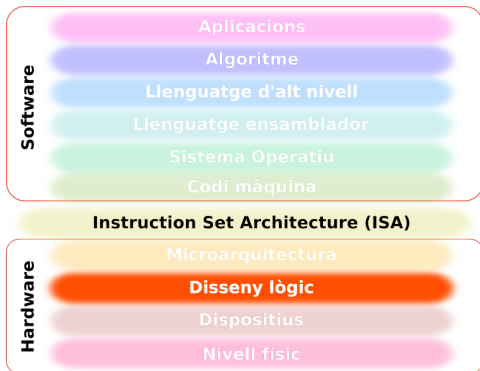 Software
Aplicacions
Algoritme
Llenguatge d'alt nivell
Llenguatge ensamblador
Sistema Operatiu
Codi màquina
Instruction Set Architecture (ISA)
Hardware
Microarquitectura
Disseny lògic
Dispositius
Nivell físic